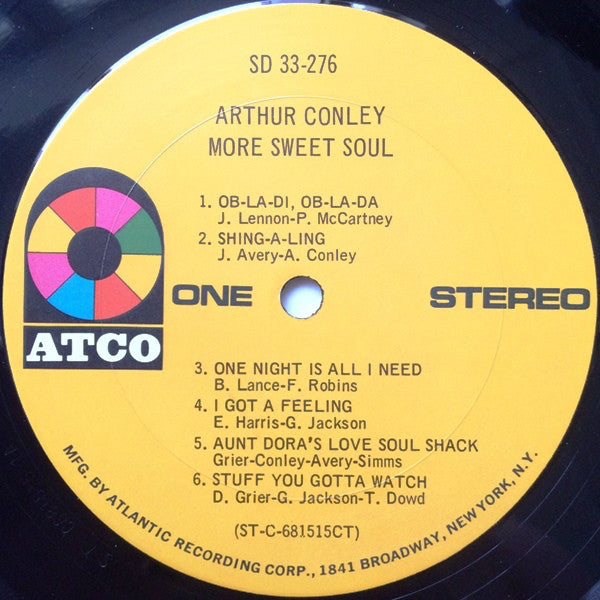 SD 33-276
ARTHUR CONLEY
MORE SWEET SOUL
1. OB-LA-DI, OB-LA-DA
J. Lennon-P. McCartney
2. SHING-A-LING
J. Avery-A. Conley
ATCO
ONE
STEREO
3. ONE NIGHT IS ALL I NEED
B. Lance-F. Robins
4. I GOT A FEELING
E. Harris-G. Jackson
5. AUNT DORA'S LOVE SOUL SHACK
Grier-Conley-Avery-Simms
6. STUFF YOU GOTTA WATCH
D. Grier-G. Jackson-T. Dowd
(ST-C-681515CT)
MFG. BY ATLANTIC RECORDING CORP., 1841 BROADWAY, NEW YORK, N.Y.